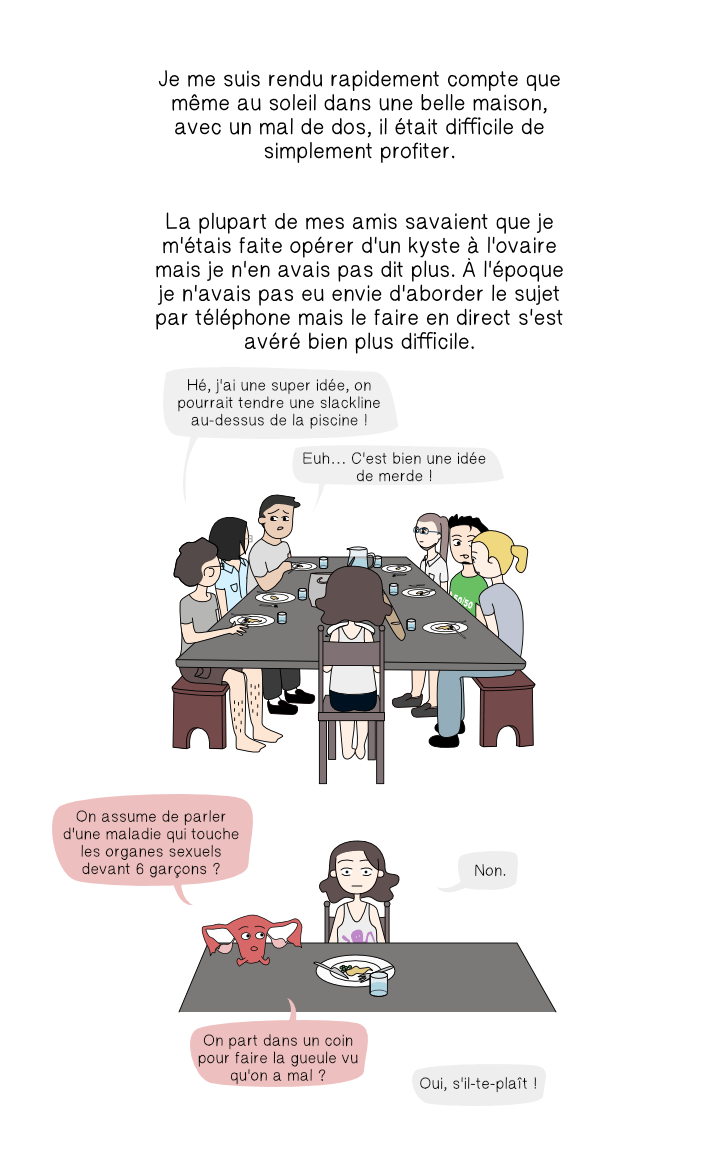 Je me suis rendu rapidement compte que
même au soleil dans une belle maison,
avec un mal de dos, il était difficile de
simplement profiter.
La plupart de mes amis savaient que je
m'étais faite opérer d'un kyste à l'ovaire
mais je n'en avais pas dit plus. À l'époque
je n'avais pas eu envie d'aborder le sujet
par téléphone mais le faire en direct s'est
avéré bien plus difficile.
Hé, j'ai une super idée, on
pourrait tendre une slackline
au-dessus de la piscine !
Euh... C'est bien une idée
de merde !
50/50
On assume de parler
d'une maladie qui touche
les organes sexuels
devant 6 garçons ?
Non.
On part dans un coin
pour faire la gueule vu
qu'on a mal ?
Oui, s'il-te-plaît !